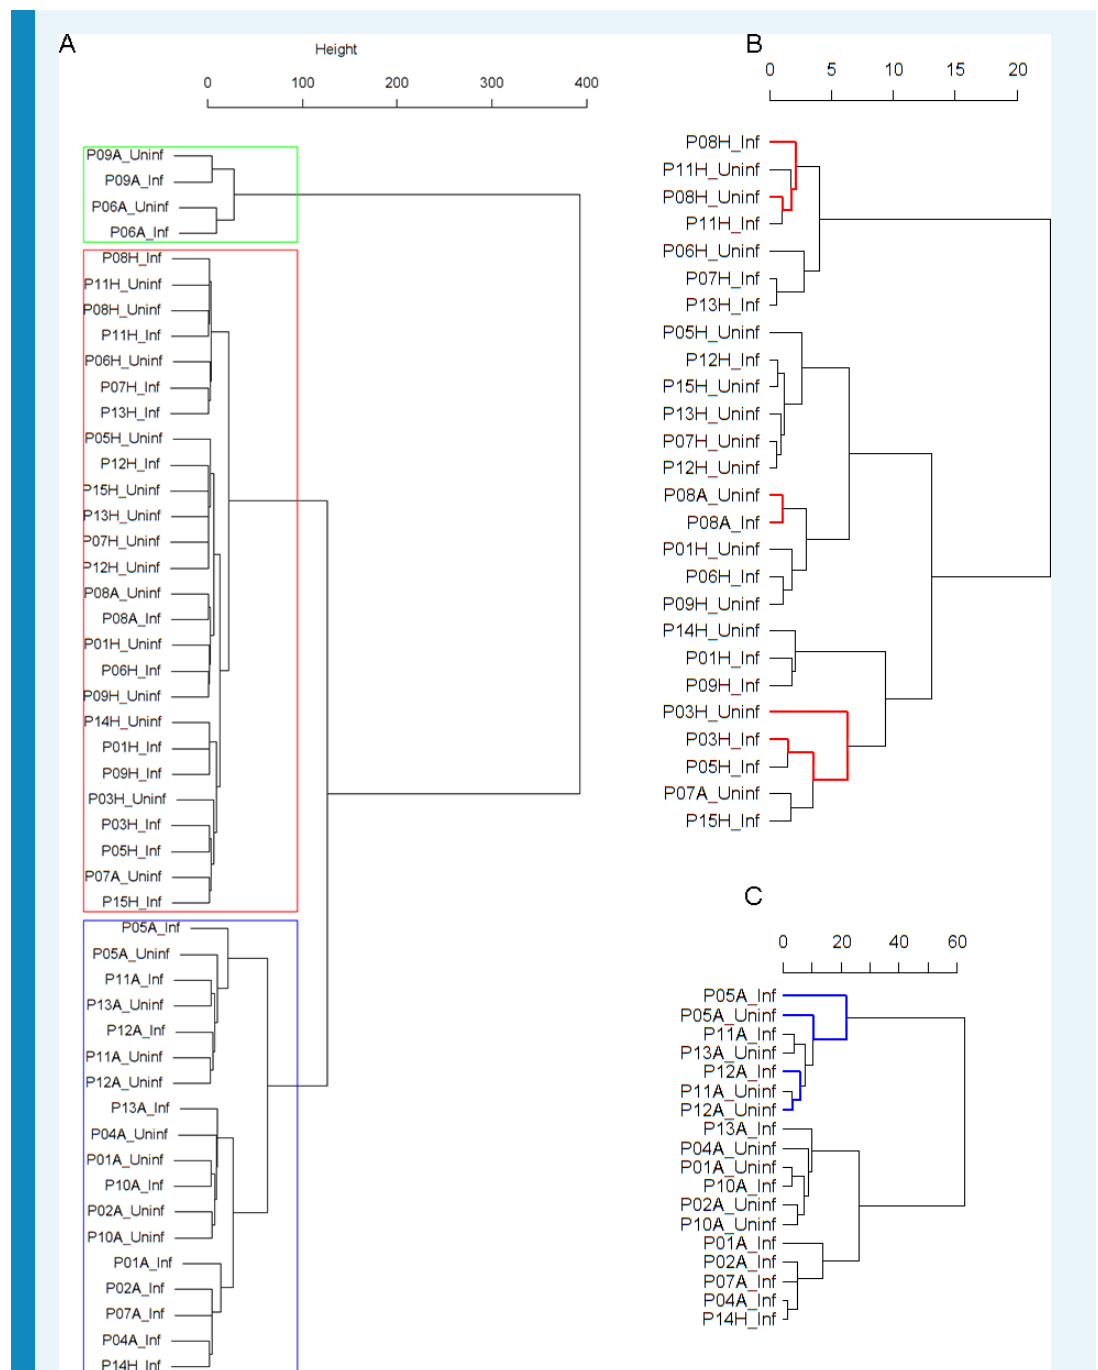 A
Height
0 100 200 300 400
P09A_Uninf
P09A_Inf
P06A_Uninf
P06A_Inf
P08H_Inf
P11H_Uninf
P08H_Uninf
P11H_Inf
P06H_Uninf
P07H_Inf
P13H_Inf
P05H_Uninf
P12H_Inf
P15H_Uninf
P13H_Uninf
P07H_Uninf
P12H_Uninf
P08A_Uninf
P08A_Inf
P01H_Uninf
P06H_Inf
P09H_Uninf
P14H_Uninf
P01H_Inf
P09H_Inf
P03H_Uninf
P03H_Inf
P05H_Inf
P07A_Uninf
P15H_Inf
P05A_Inf
P05A_Uninf
P11A_Inf
P13A_Uninf
P12A_Inf
P11A_Uninf
P12A_Uninf
P13A_Inf
P04A_Uninf
P01A_Uninf
P10A_Inf
P02A_Uninf
P10A_Uninf
P01A_Inf
P02A_Inf
P07A_Inf
P04A_Inf
P14H_Inf
B
0 5 10 15 20
P08H_Inf
P11H_Uninf
P08H_Uninf
P11H_Inf
P06H_Uninf
P07H_Inf
P13H_Inf
P05H_Uninf
P12H_Inf
P15H_Uninf
P13H_Uninf
P07H_Uninf
P12H_Uninf
P08A_Uninf
P08A_Inf
P01H_Uninf
P06H_Inf
P09H_Uninf
P14H_Uninf
P01H_Inf
P09H_Inf
P03H_Uninf
P03H_Inf
P05H_Inf
P07A_Uninf
P15H_Inf
C
0 20 40 60
P05A_Inf
P05A_Uninf
P11A_Inf
P13A_Uninf
P12A_Inf
P11A_Uninf
P12A_Uninf
P13A_Inf
P04A_Uninf
P01A_Uninf
P10A_Inf
P02A_Uninf
P10A_Uninf
P01A_Inf
P02A_Inf
P07A_Inf
P04A_Inf
P14H_Inf